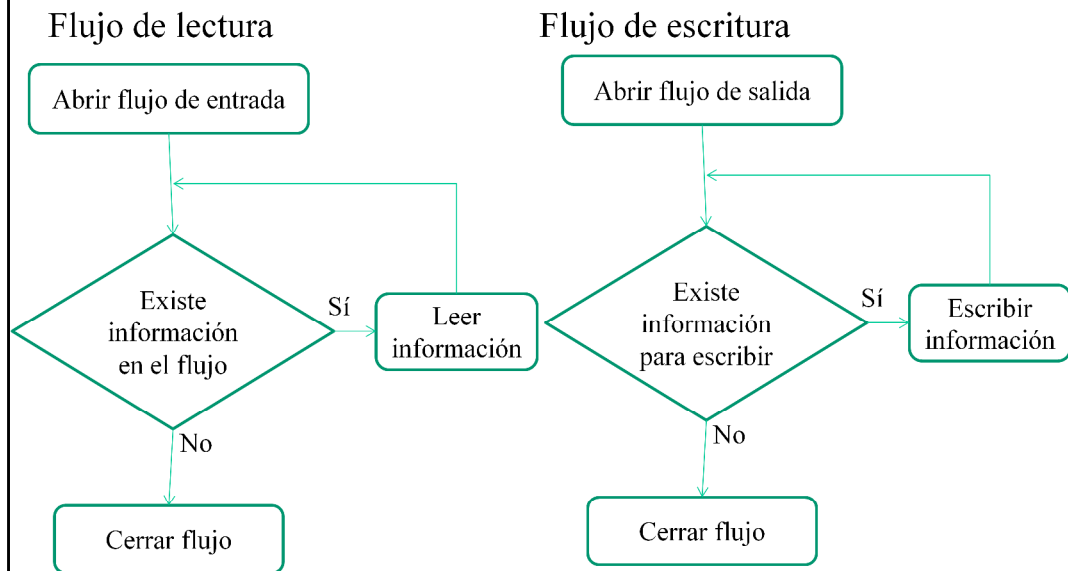 Flujo de lectura
Abrir flujo de entrada
Existe
información
en el flujo
Sí
Leer
información
No
Cerrar flujo
Flujo de escritura
Abrir flujo de salida
Existe
información
para escribir
Sí
Escribir
información
No
Cerrar flujo